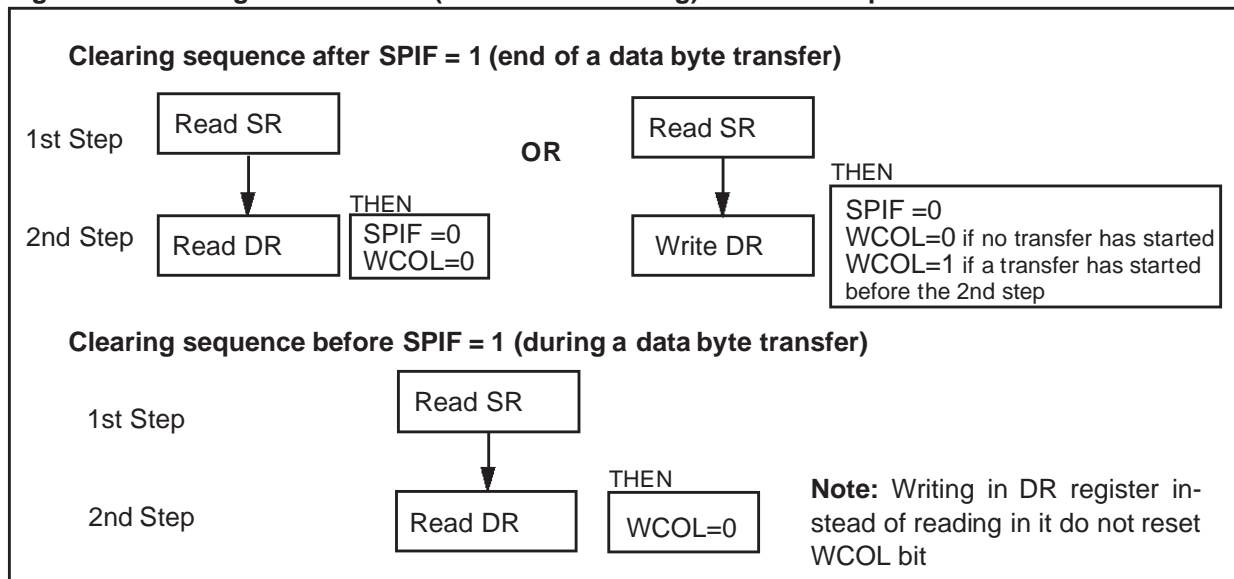 Clearing sequence after SPIF = 1 (end of a data byte transfer)
1st Step
Read SR
OR
Read SR
THEN
2nd Step
Read DR
THEN
SPIF =0
WCOL=0
Write DR
SPIF =0
WCOL=0 if no transfer has started
WCOL=1 if a transfer has started
before the 2nd step
Clearing sequence before SPIF = 1 (during a data byte transfer)
1st Step
Read SR
2nd Step
Read DR
THEN
WCOL=0
Note: Writing in DR register in-
stead of reading in it do not reset
WCOL bit